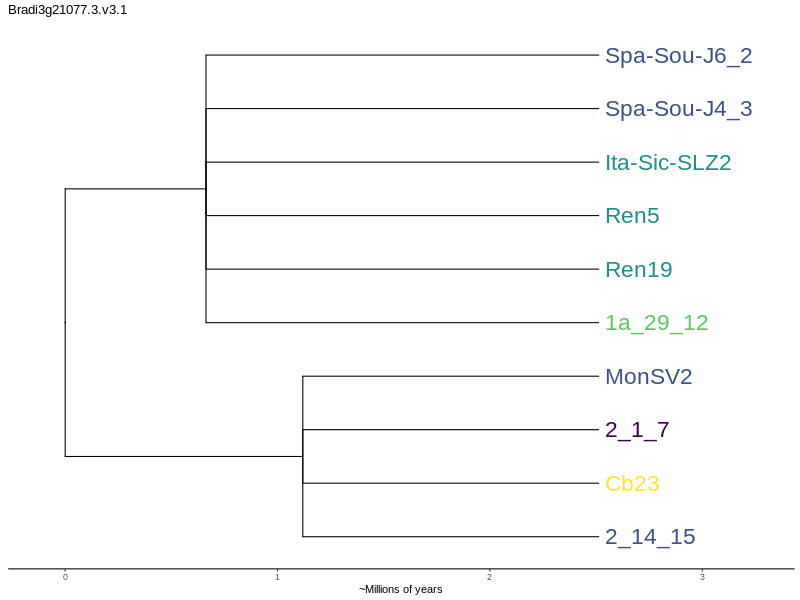 Bradi3g21077.3.v3.1
Spa-Sou-J6_2
Spa-Sou-J4_3
Ita-Sic-SLZ2
Ren5
Ren19
1a_29_12
MonSV2
2_1_7
Cb23
2_14_15
0 1 2 3
~Millions of years